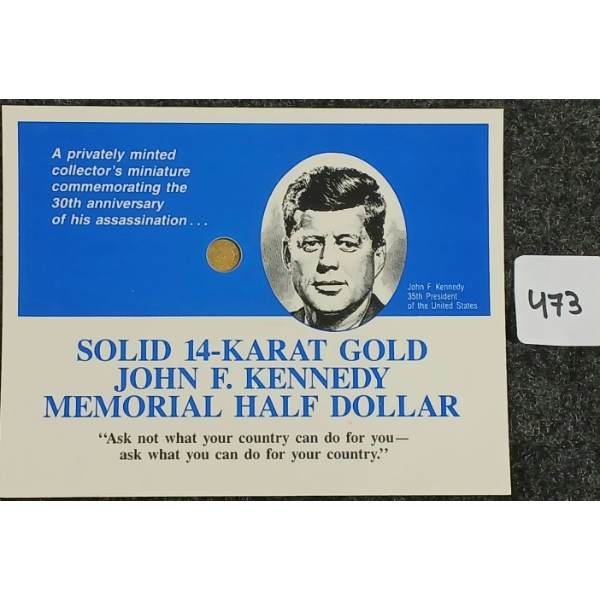 A privately minted
collector's miniature
commemorating the
30th anniversary
of his assassination . . .
John F. Kennedy
35th President
of the United States
SOLID 14-KARAT GOLD
JOHN F. KENNEDY
MEMORIAL HALF DOLLAR
“Ask not what your country can do for you—
ask what you can do for your country.”
473